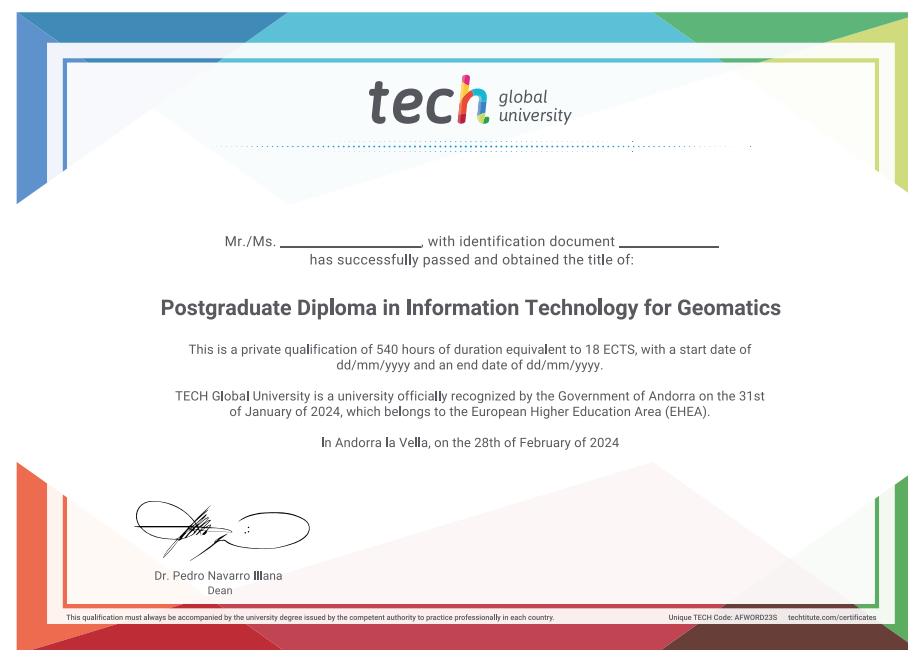 tech global university
Mr./Ms. ____________, with identification document ____________
has successfully passed and obtained the title of:
Postgraduate Diploma in Information Technology for Geomatics
This is a private qualification of 540 hours of duration equivalent to 18 ECTS, with a start date of
dd/mm/yyyy and an end date of dd/mm/yyyy.
TECH Global University is a university officially recognized by the Government of Andorra on the 31st
of January of 2024, which belongs to the European Higher Education Area (EHEA).
In Andorra la Vella, on the 28th of February of 2024
Dr. Pedro Navarro Illana
Dean
This qualification must always be accompanied by the university degree issued by the competent authority to practice professionally in each country.
Unique TECH Code: AFWORD23S techtitute.com/certificates